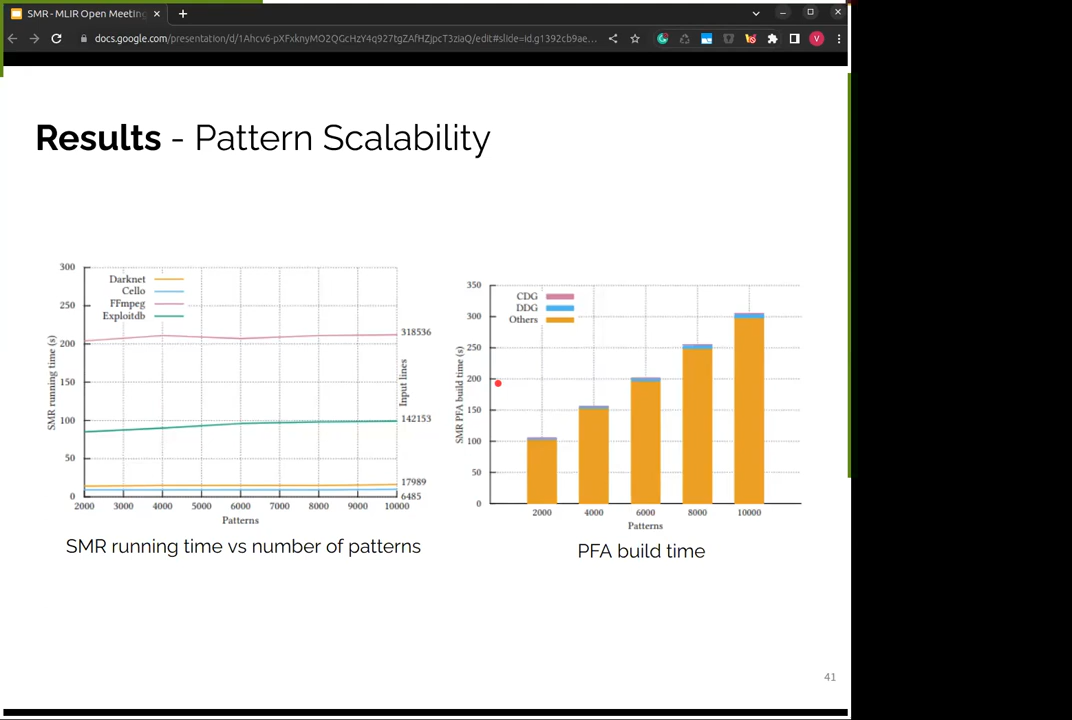 SMR - MLIR Open Meeting
docs.google.com/presentation/d/1Ahcv6-pXFxknyMO2QGcHzY4q927tgZAfHZjpcT3ziaQ/edit#slide=id.g1392cb9ae...
V
Results - Pattern Scalability
300
250
200
150
100
50
0
SMR running time (s)
Darknet
Cello
FFmpeg
Exploitdb
318536
142153
17989
6485
Input lines
2000 3000 4000 5000 6000 7000 8000 9000 10000
Patterns
SMR running time vs number of patterns
350
300
250
200
150
100
50
0
SMR PFA build time (s)
CDG
DDG
Others
2000 4000 6000 8000 10000
Patterns
PFA build time
41